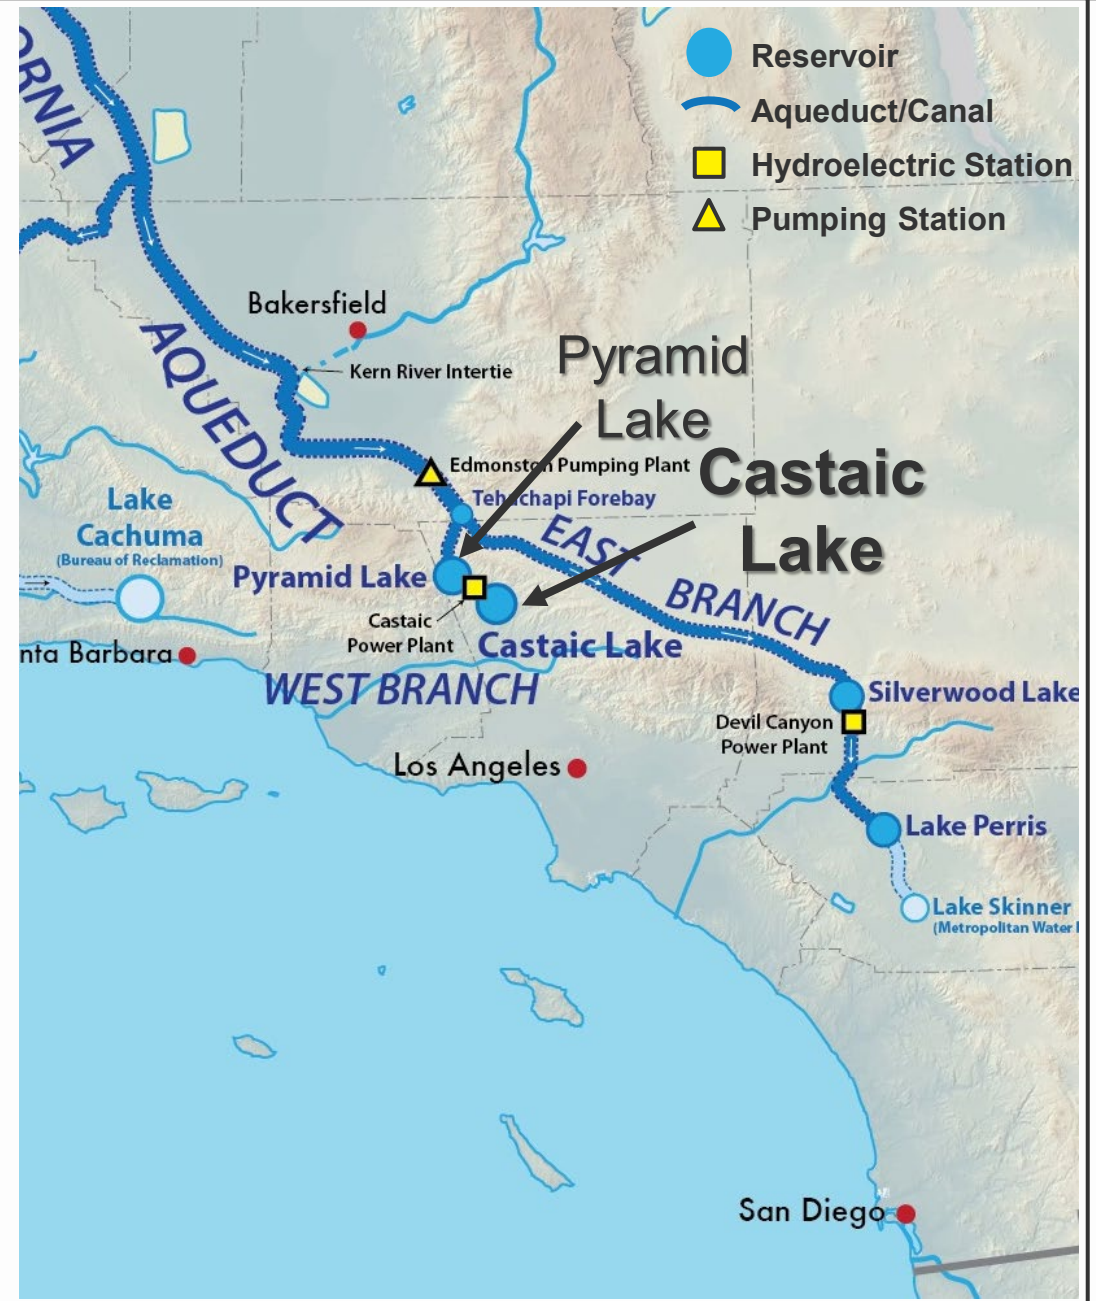 Reservoir
Aqueduct/Canal
Hydroelectric Station
Pumping Station
ORNIA
AQUEDUCT
Bakersfield
Kern River Intertie
Pyramid
Lake
Edmonston Pumping Plant
Castaic
Lake
Tehachapi Forebay
EAST
BRANCH
Lake
Cachuma
(Bureau of Reclamation)
Pyramid Lake
Castaic
Power Plant
Castaic Lake
nta Barbara
WEST BRANCH
Silverwood Lake
Devil Canyon
Power Plant
Los Angeles
Lake Perris
Lake Skinner
(Metropolitan Water
San Diego